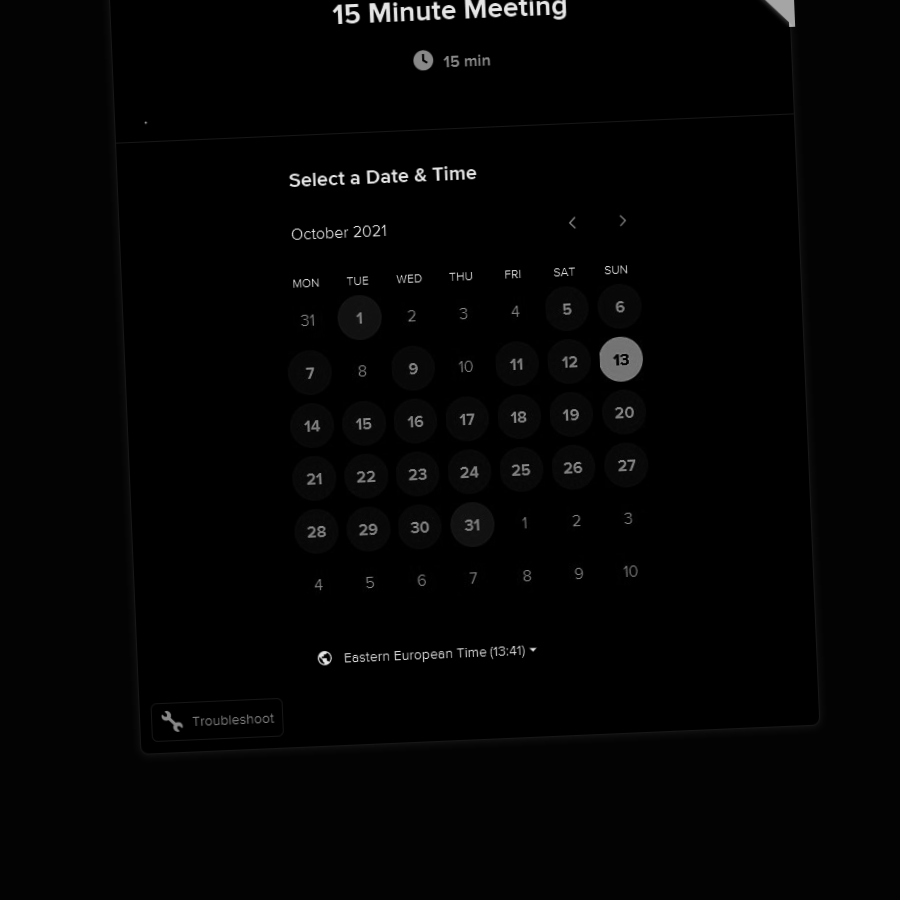 15 Minute Meeting
15 min
Select a Date & Time
October 2021
MON TUE WED THU FRI SAT SUN
31 1 2 3 4 5 6
7 8 9 10 11 12 13
14 15 16 17 18 19 20
21 22 23 24 25 26 27
28 29 30 31 1 2 3
4 5 6 7 8 9 10
Eastern European Time (13:41)
Troubleshoot